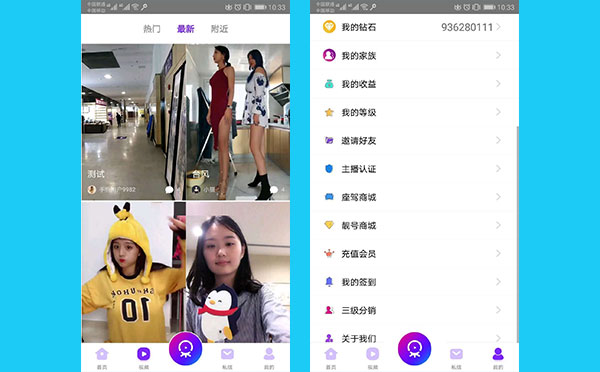 中国联通
中国移动
10:33
热门 最新 附近
测试
手机用户9982
台风
小猫
4
10
首页 视频 私信 我的
中国联通
中国移动
10:33
我的钻石 936280111
我的家族
我的收益
我的等级
邀请好友
主播认证
座驾商城
靓号商城
充值会员
我的签到
三级分销
关于我们
首页 视频 私信 我的